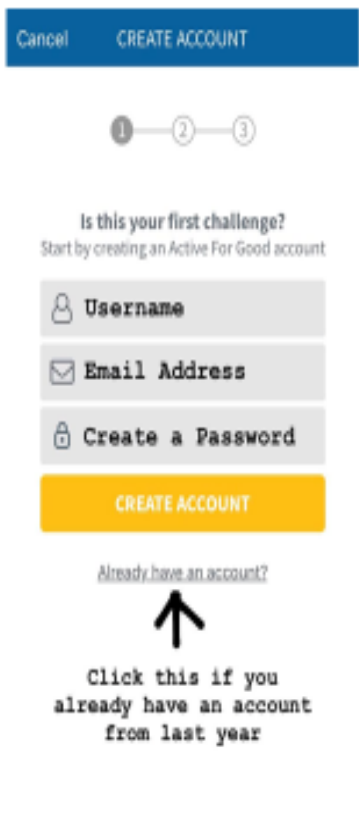 Cancel CREATE ACCOUNT
1 2 3
Is this your first challenge?
Start by creating an Active For Good account
Username
Email Address
Create a Password
CREATE ACCOUNT
Already have an account?
Click this if you
already have an account
from last year